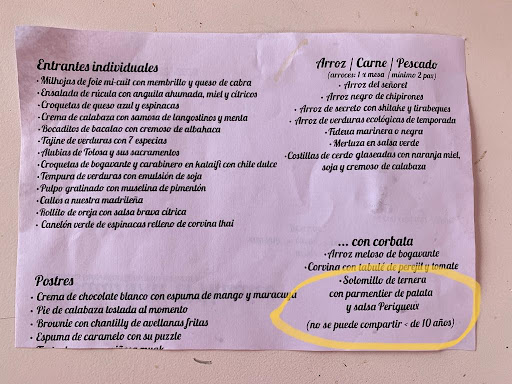 Entrantes individuales
• Milhojas de foie mi-cuit con membrillo y queso de cabra
• Ensalada de rúcula con anguila ahumada, miel y cítricos
• Croquetas de queso azul y espinacas
• Crema de calabaza con samosa de langostinos y menta
• Bocaditos de bacalao con cremoso de albahaca
• Tajine de verduras con 7 especias
• Alubias de Tolosa y sus sacramentos
• Croquetas de bogavante y carabinero en kataifi con chile dulce
• Tempura de verduras con emulsión de soja
• Pulpo gratinado con muselina de pimentón
• Callos a nuestra madrileña
• Rollito de oreja con salsa brava cítrica
• Canelón verde de espinacas relleno de corvina thai
Postres
• Crema de chocolate blanco con espuma de mango y maracuyá
• Pie de calabaza tostada al momento
• Brownie con chantilly de avellanas fritas
• Espuma de caramelo con su puzzle
Arroz / Carne / Pescado
(arroces: 1 x mesa / mínimo 2 pax)
• Arroz del señoret
• Arroz negro de chipirones
• Arroz de secreto con shitake y tirabeques
• Arroz de verduras ecológicas de temporada
• Fideua marinera o negra
• Merluza en salsa verde
• Costillas de cerdo glaseadas con naranja miel,
soja y cremoso de calabaza
... con corbata
• Arroz meloso de bogavante
• Corvina con tabulé de perejil y tomate
• Solomillo de ternera
con parmentier de patata
y salsa Perigueux
(no se puede compartir < de 10 años)